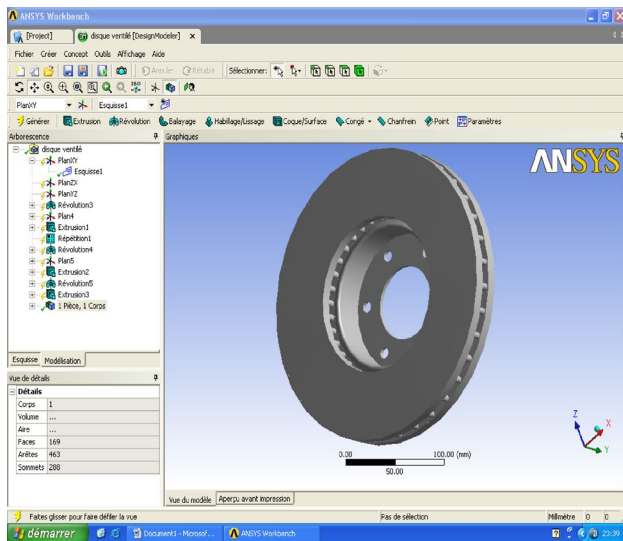 ANSYS Workbench
[Project]
disque ventilé [DesignModeler]
Fichier Créer Concept Outils Affichage Aide
Annuler Rétablir Sélectionner:
PlanXY Esquisse1
Générer Extrusion Révolution Balayage Habillage/Lissage Coque/Surface Congé Chanfrein Point Paramètres
Arborescence
Graphiques
disque ventilé
PlanXY
Esquisse1
PlanZX
PlanYZ
Révolution3
Plan4
Extrusion1
Répétition1
Révolution4
Plan5
Extrusion2
Révolution5
Extrusion3
1 Pièce, 1 Corps
ANSYS
Esquisse Modélisation
Vue de détails
Détails
Corps 1
Volume ...
Aire ...
Faces 169
Arêtes 463
Sommets 288
0.00 100.00 (mm)
50.00
Z
X
Y
Vue du modèle Aperçu avant impression
Faites glisser pour faire défiler la vue Pas de sélection Millimètre 0 0
démarrer Document1 - Microsof... ANSYS Workbench 23:39